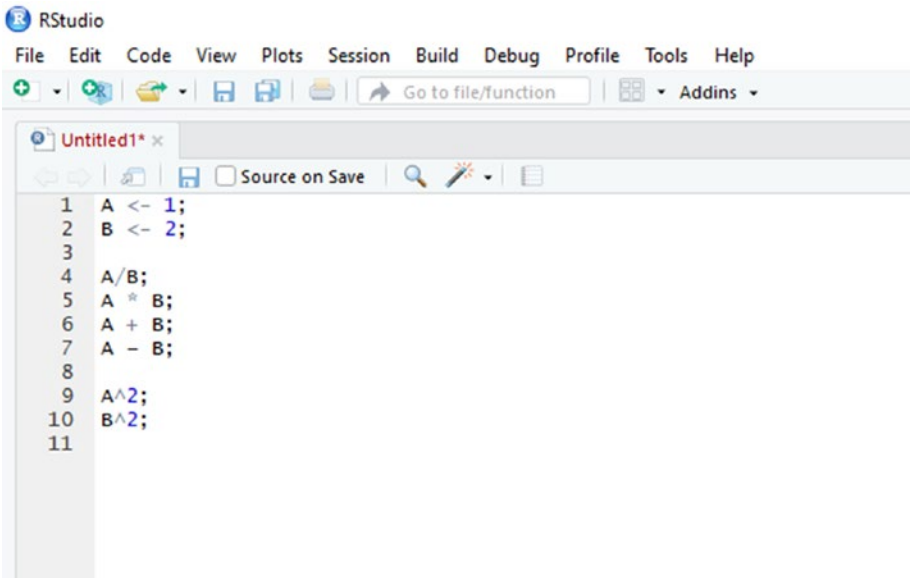 RStudio
File Edit Code View Plots Session Build Debug Profile Tools Help
Go to file/function Addins
Untitled1*
Source on Save
1 A <- 1;
2 B <- 2;
3
4 A/B;
5 A * B;
6 A + B;
7 A - B;
8
9 A^2;
10 B^2;
11